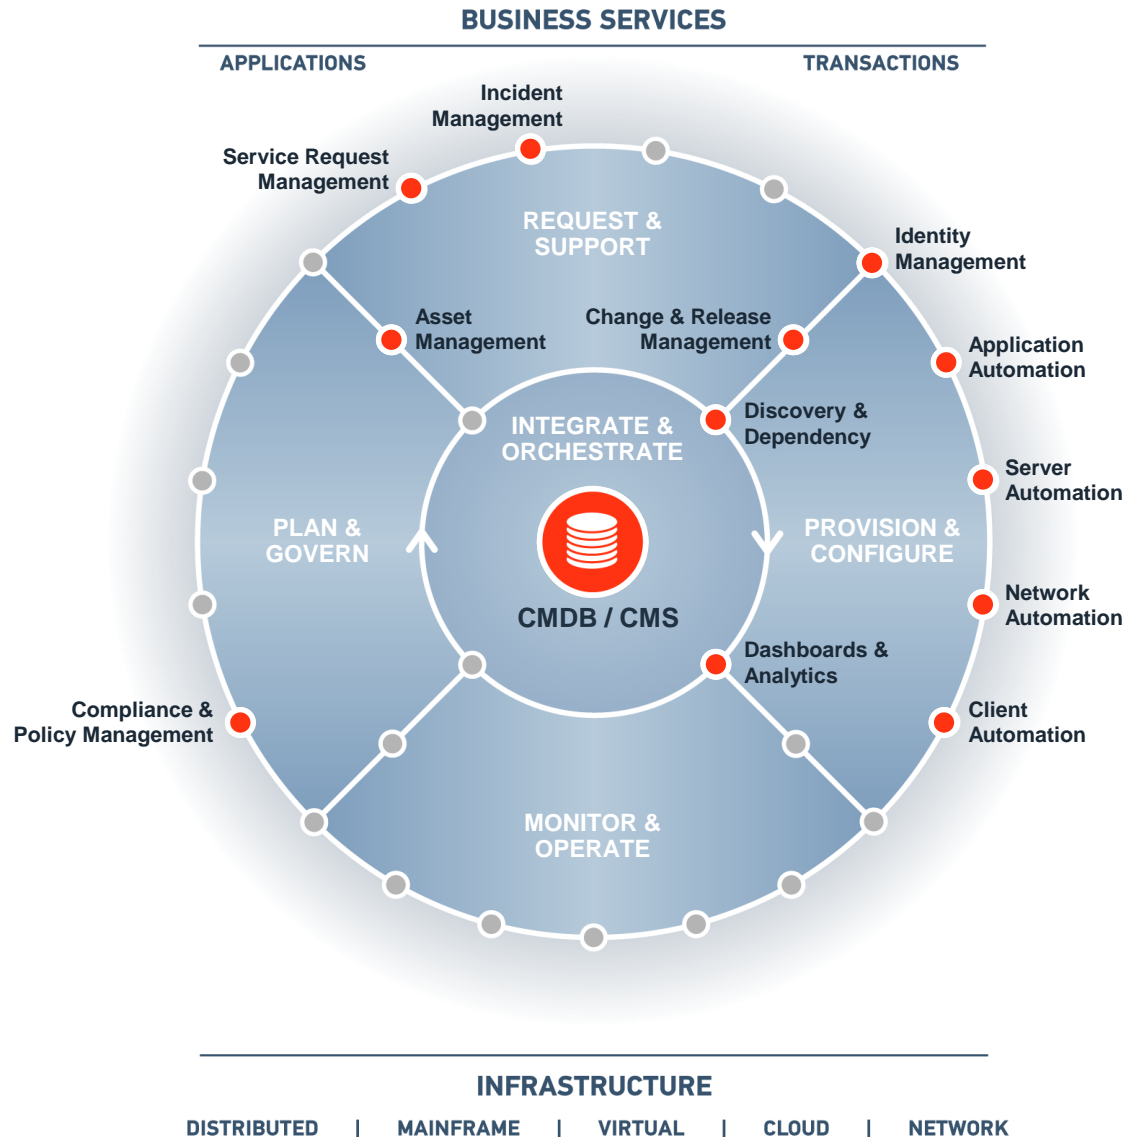 BUSINESS SERVICES
APPLICATIONS
TRANSACTIONS
Incident
Management
Service Request
Management
REQUEST &
SUPPORT
Identity
Management
Asset
Management
Change & Release
Management
Application
Automation
Discovery &
Dependency
INTEGRATE &
ORCHESTRATE
Server
Automation
PLAN &
GOVERN
PROVISION &
CONFIGURE
CMDB / CMS
Network
Automation
Dashboards &
Analytics
Compliance &
Policy Management
Client
Automation
MONITOR &
OPERATE
INFRASTRUCTURE
DISTRIBUTED | MAINFRAME | VIRTUAL | CLOUD | NETWORK